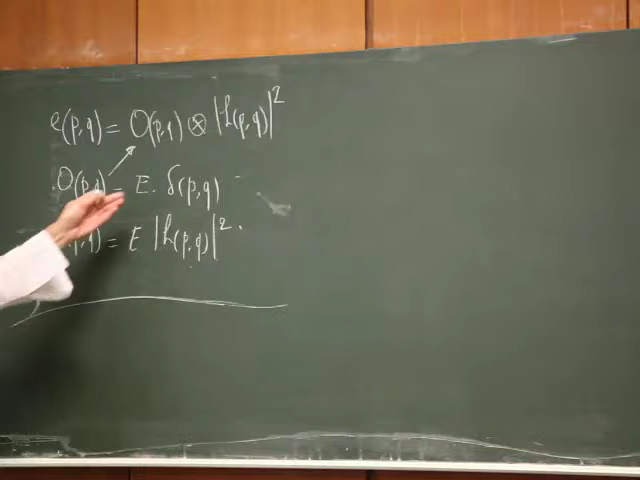 e(p,q) = O(p,q) ⊗ |h(p,q)|²
O(p,q) = E. δ(p,q)
p,q) = E |h(p,q)|².